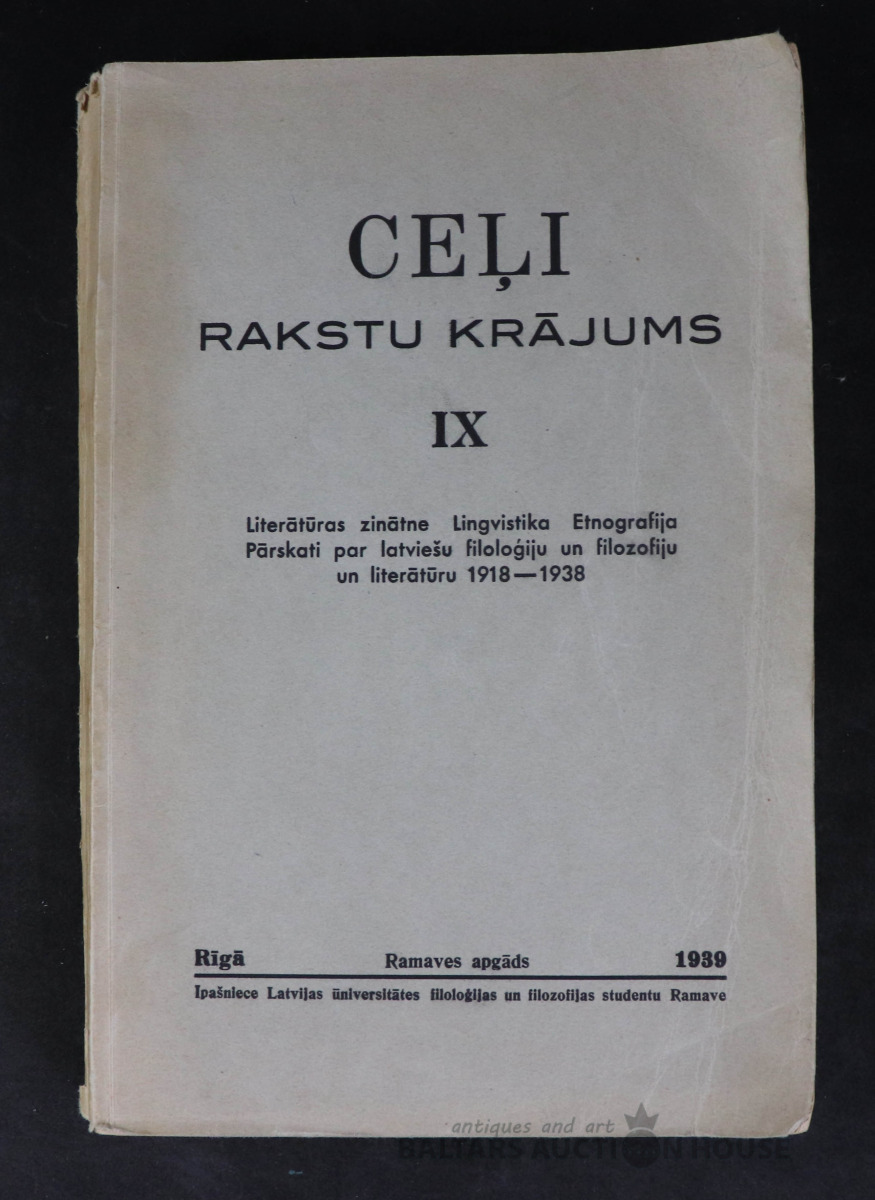 CEĻI
RAKSTU KRĀJUMS
IX
Literātūras zinātne Lingvistika Etnografija
Pārskati par latviešu filoloģiju un filozofiju
un literātūru 1918—1938
Rīgā Ramaves apgāds 1939
Īpašniece Latvijas ūniversitātes filoloģijas un filozofijas studentu Ramave
antiques and art
BALTARS AUCTION HOUSE